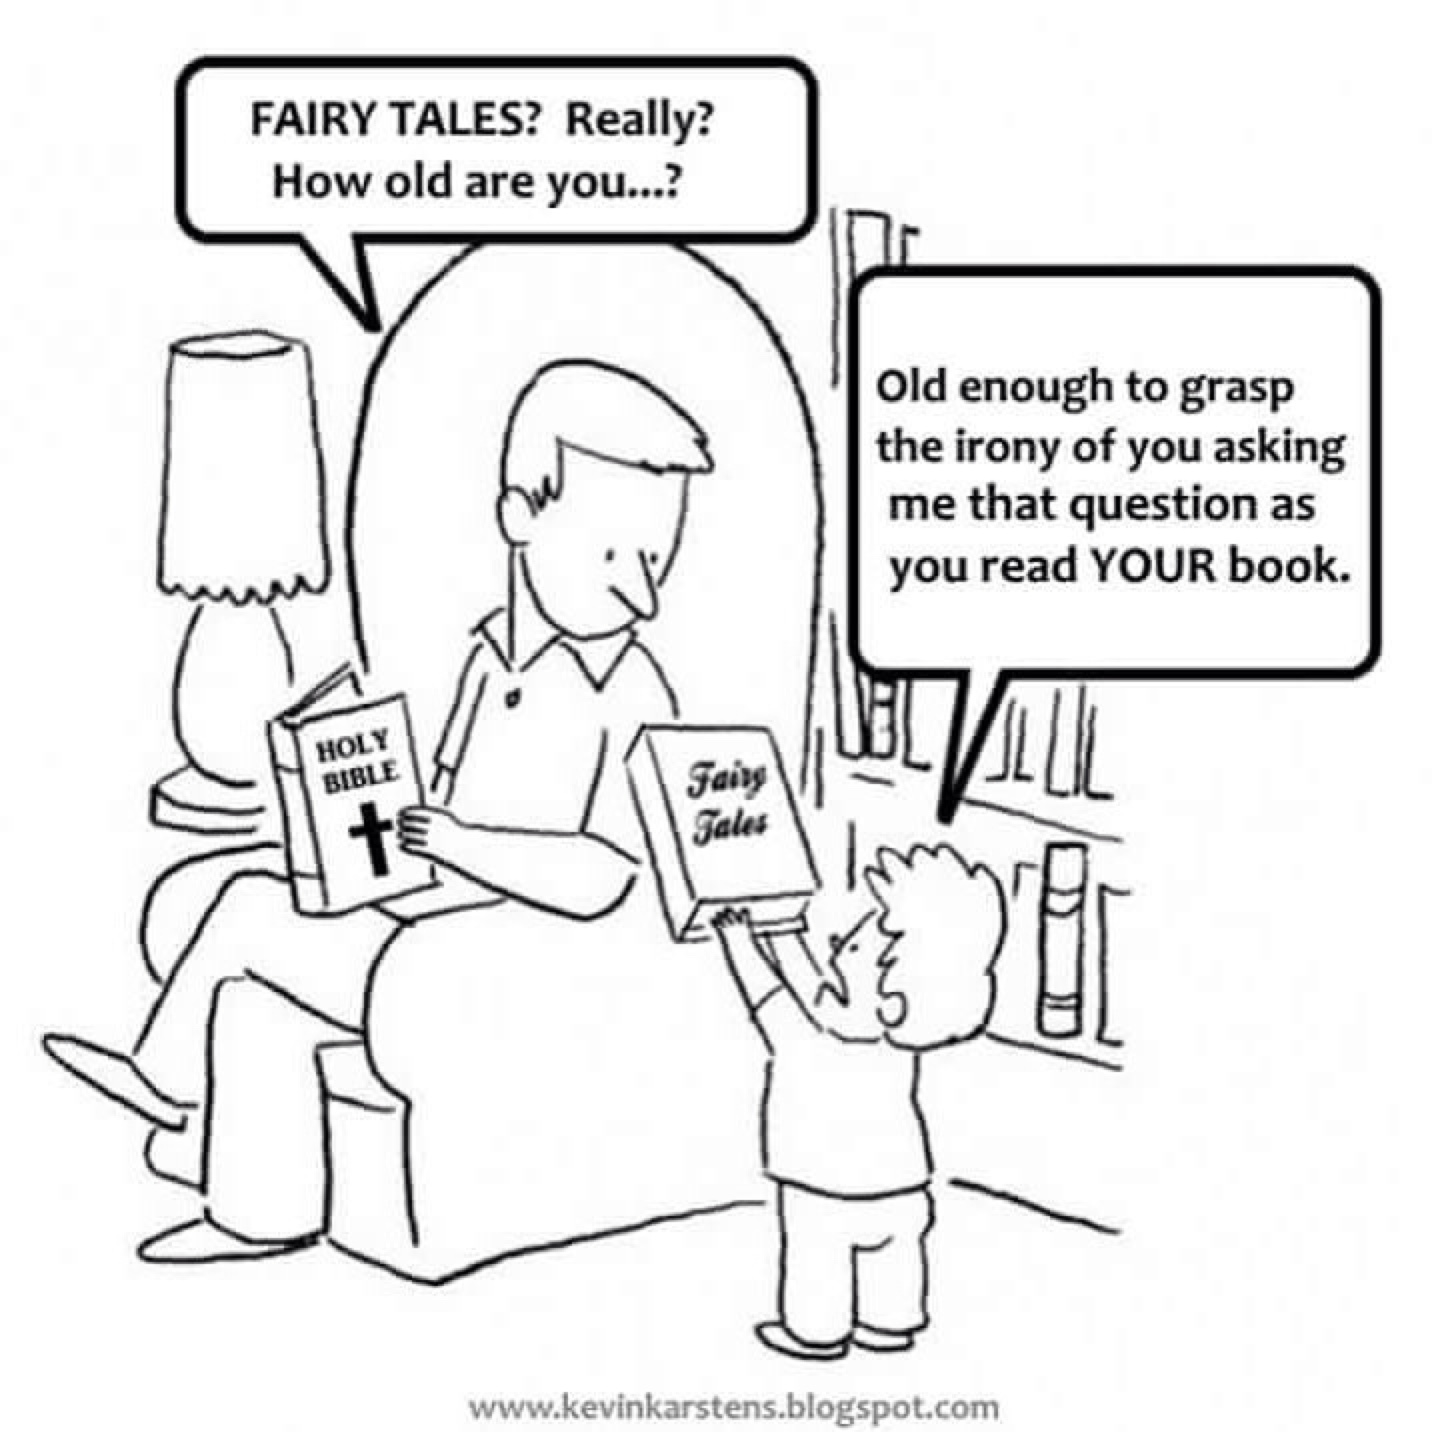 FAIRY TALES? Really?
How old are you...?
Old enough to grasp
the irony of you asking
me that question as
you read YOUR book.
HOLY
BIBLE
Fairy
Tales
www.kevinkarstens.blogspot.com